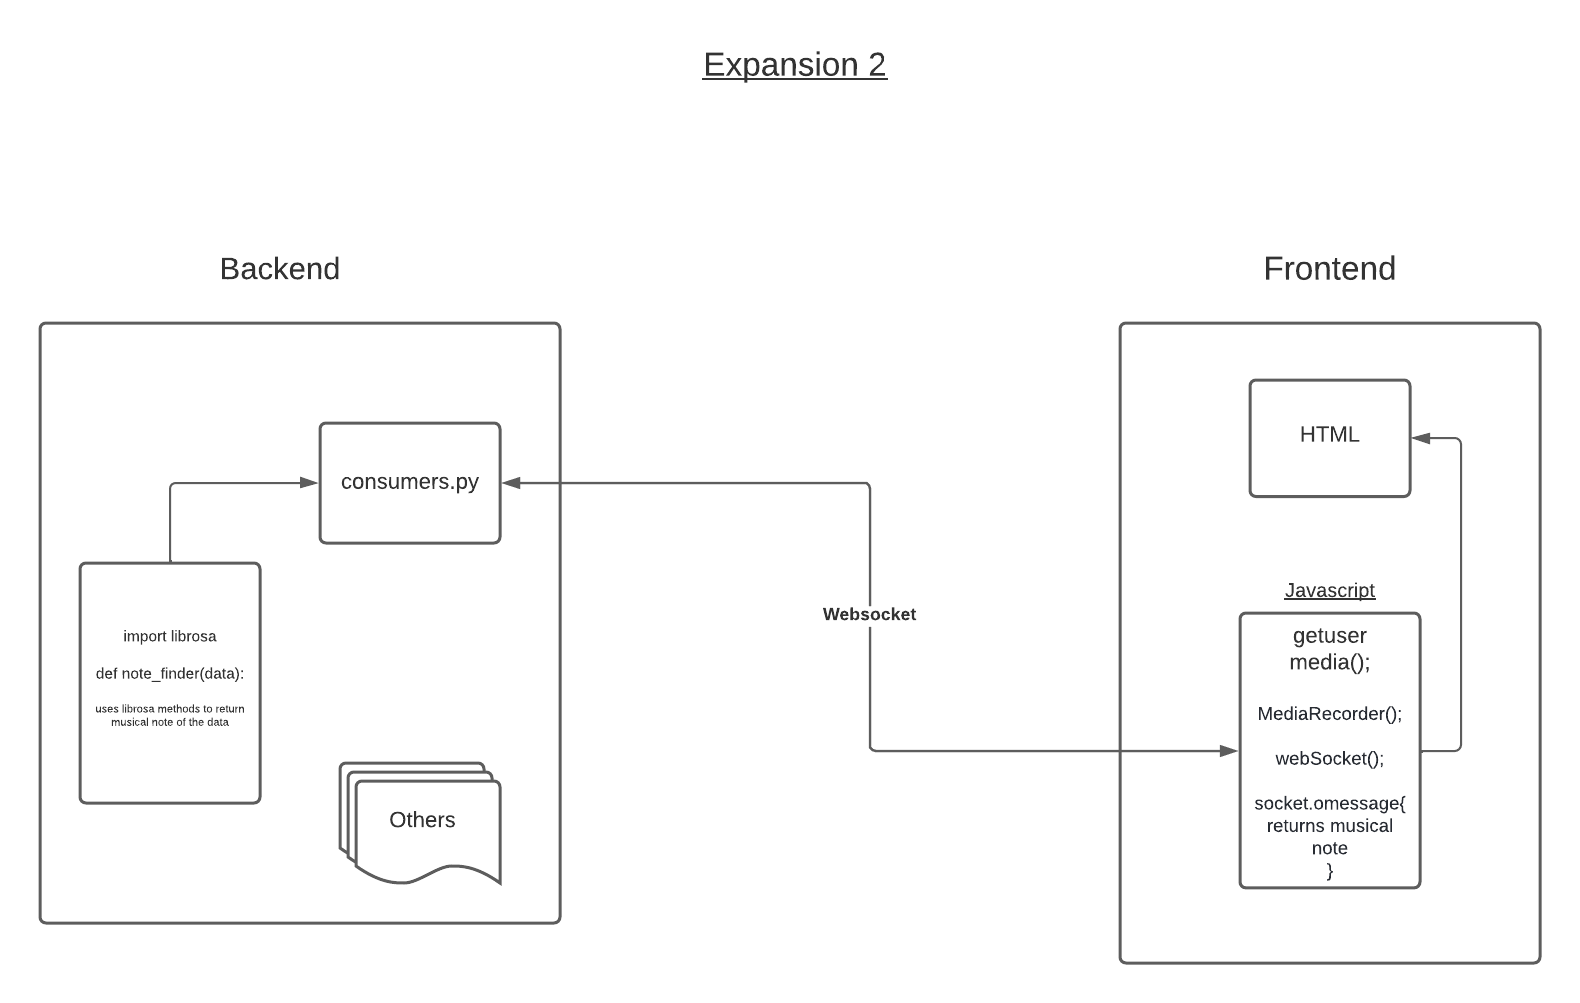 Expansion 2
Backend
consumers.py
import librosa
def note_finder(data):
uses librosa methods to return
musical note of the data
Others
Websocket
Frontend
HTML
Javascript
getuser
media();
MediaRecorder();
webSocket();
socket.omessage{
returns musical
note
}